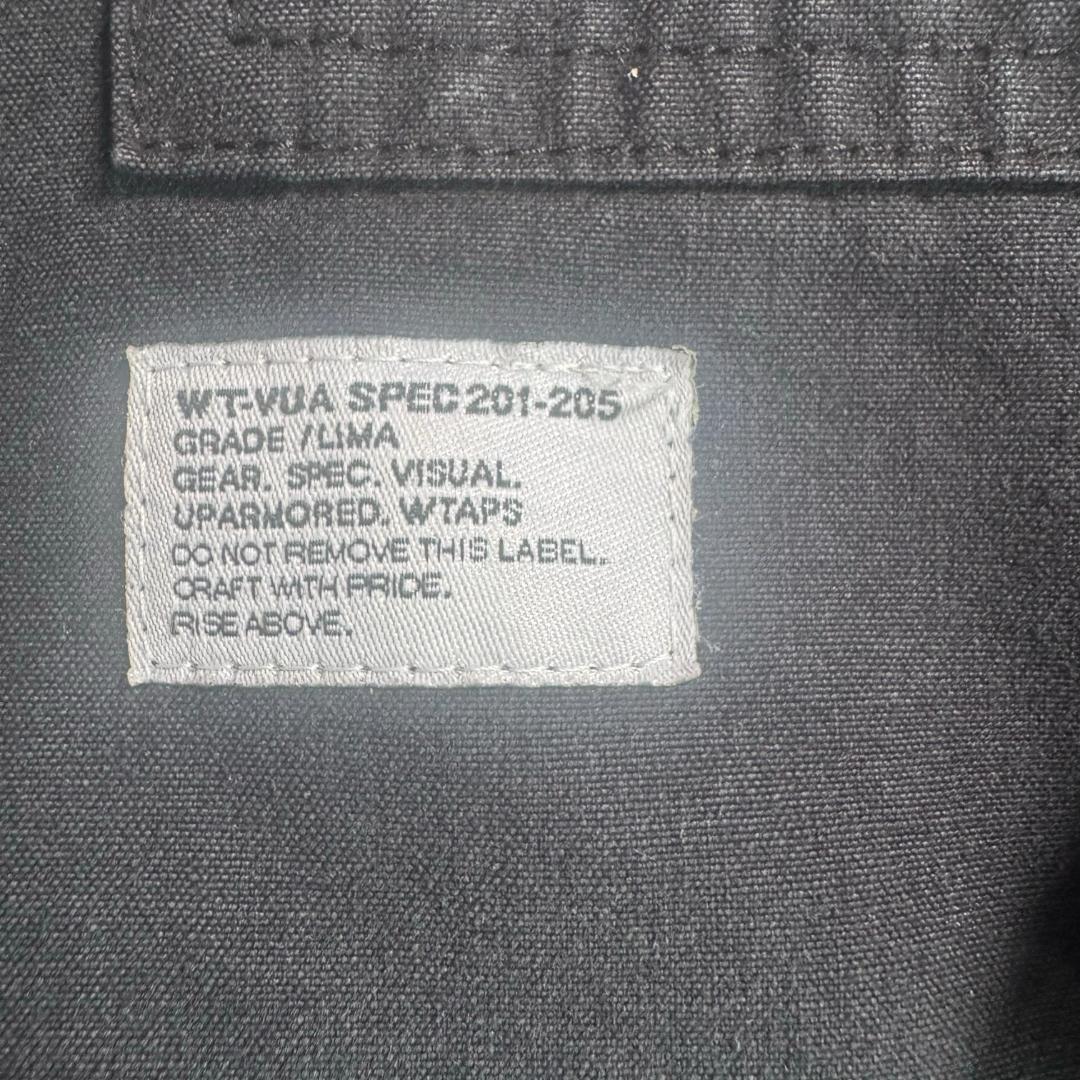 WT-VUA SPEC 201-205
GRADE /LIMA
GEAR. SPEC. VISUAL.
UPARMORED. WTAPS
DO NOT REMOVE THIS LABEL.
CRAFT WITH PRIDE.
RISE ABOVE.